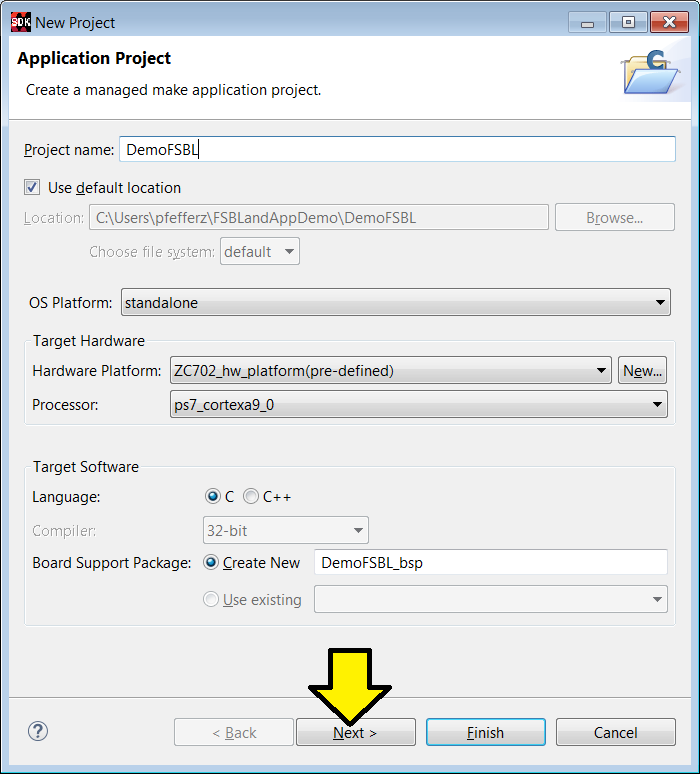 SDK New Project
Application Project
Create a managed make application project.
C
Project name: DemoFSBL
Use default location
Location: C:\Users\pfefferz\FSBLandAppDemo\DemoFSBL Browse...
Choose file system: default
OS Platform: standalone
Target Hardware
Hardware Platform: ZC702_hw_platform(pre-defined) New...
Processor: ps7_cortexa9_0
Target Software
Language: C C++
Compiler: 32-bit
Board Support Package: Create New DemoFSBL_bsp
Use existing
? < Back Next > Finish Cancel